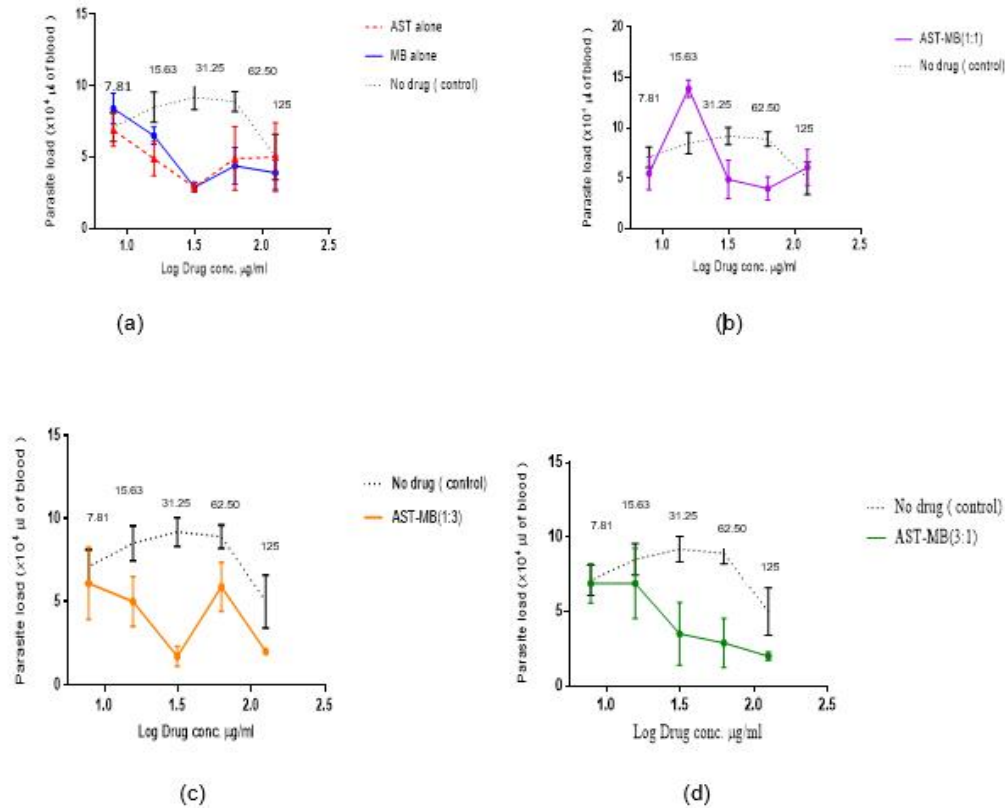 15
10
5
0
Parasite load (x10⁴ µl of blood )
7.81
15.63
31.25
62.50
125
1.0
1.5
2.0
2.5
Log Drug conc. µg/ml
AST alone
MB alone
No drug ( control)
(a)
20
15
10
5
0
Parasite load (x10⁴ µl of blood )
7.81
15.63
31.25
62.50
125
1.0
1.5
2.0
2.5
Log Drug conc. µg/ml
AST-MB(1:1)
No drug ( control)
(b)
15
10
5
0
Parasite load (x10⁴ µl of blood )
7.81
15.63
31.25
62.50
125
1.0
1.5
2.0
2.5
Log Drug conc. µg/ml
No drug ( control)
AST-MB(1:3)
(c)
15
10
5
0
Parasite load (x10⁴ µl of blood )
7.81
15.63
31.25
62.50
125
1.0
1.5
2.0
2.5
Log Drug conc. µg/ml
No drug ( control)
AST-MB(3:1)
(d)